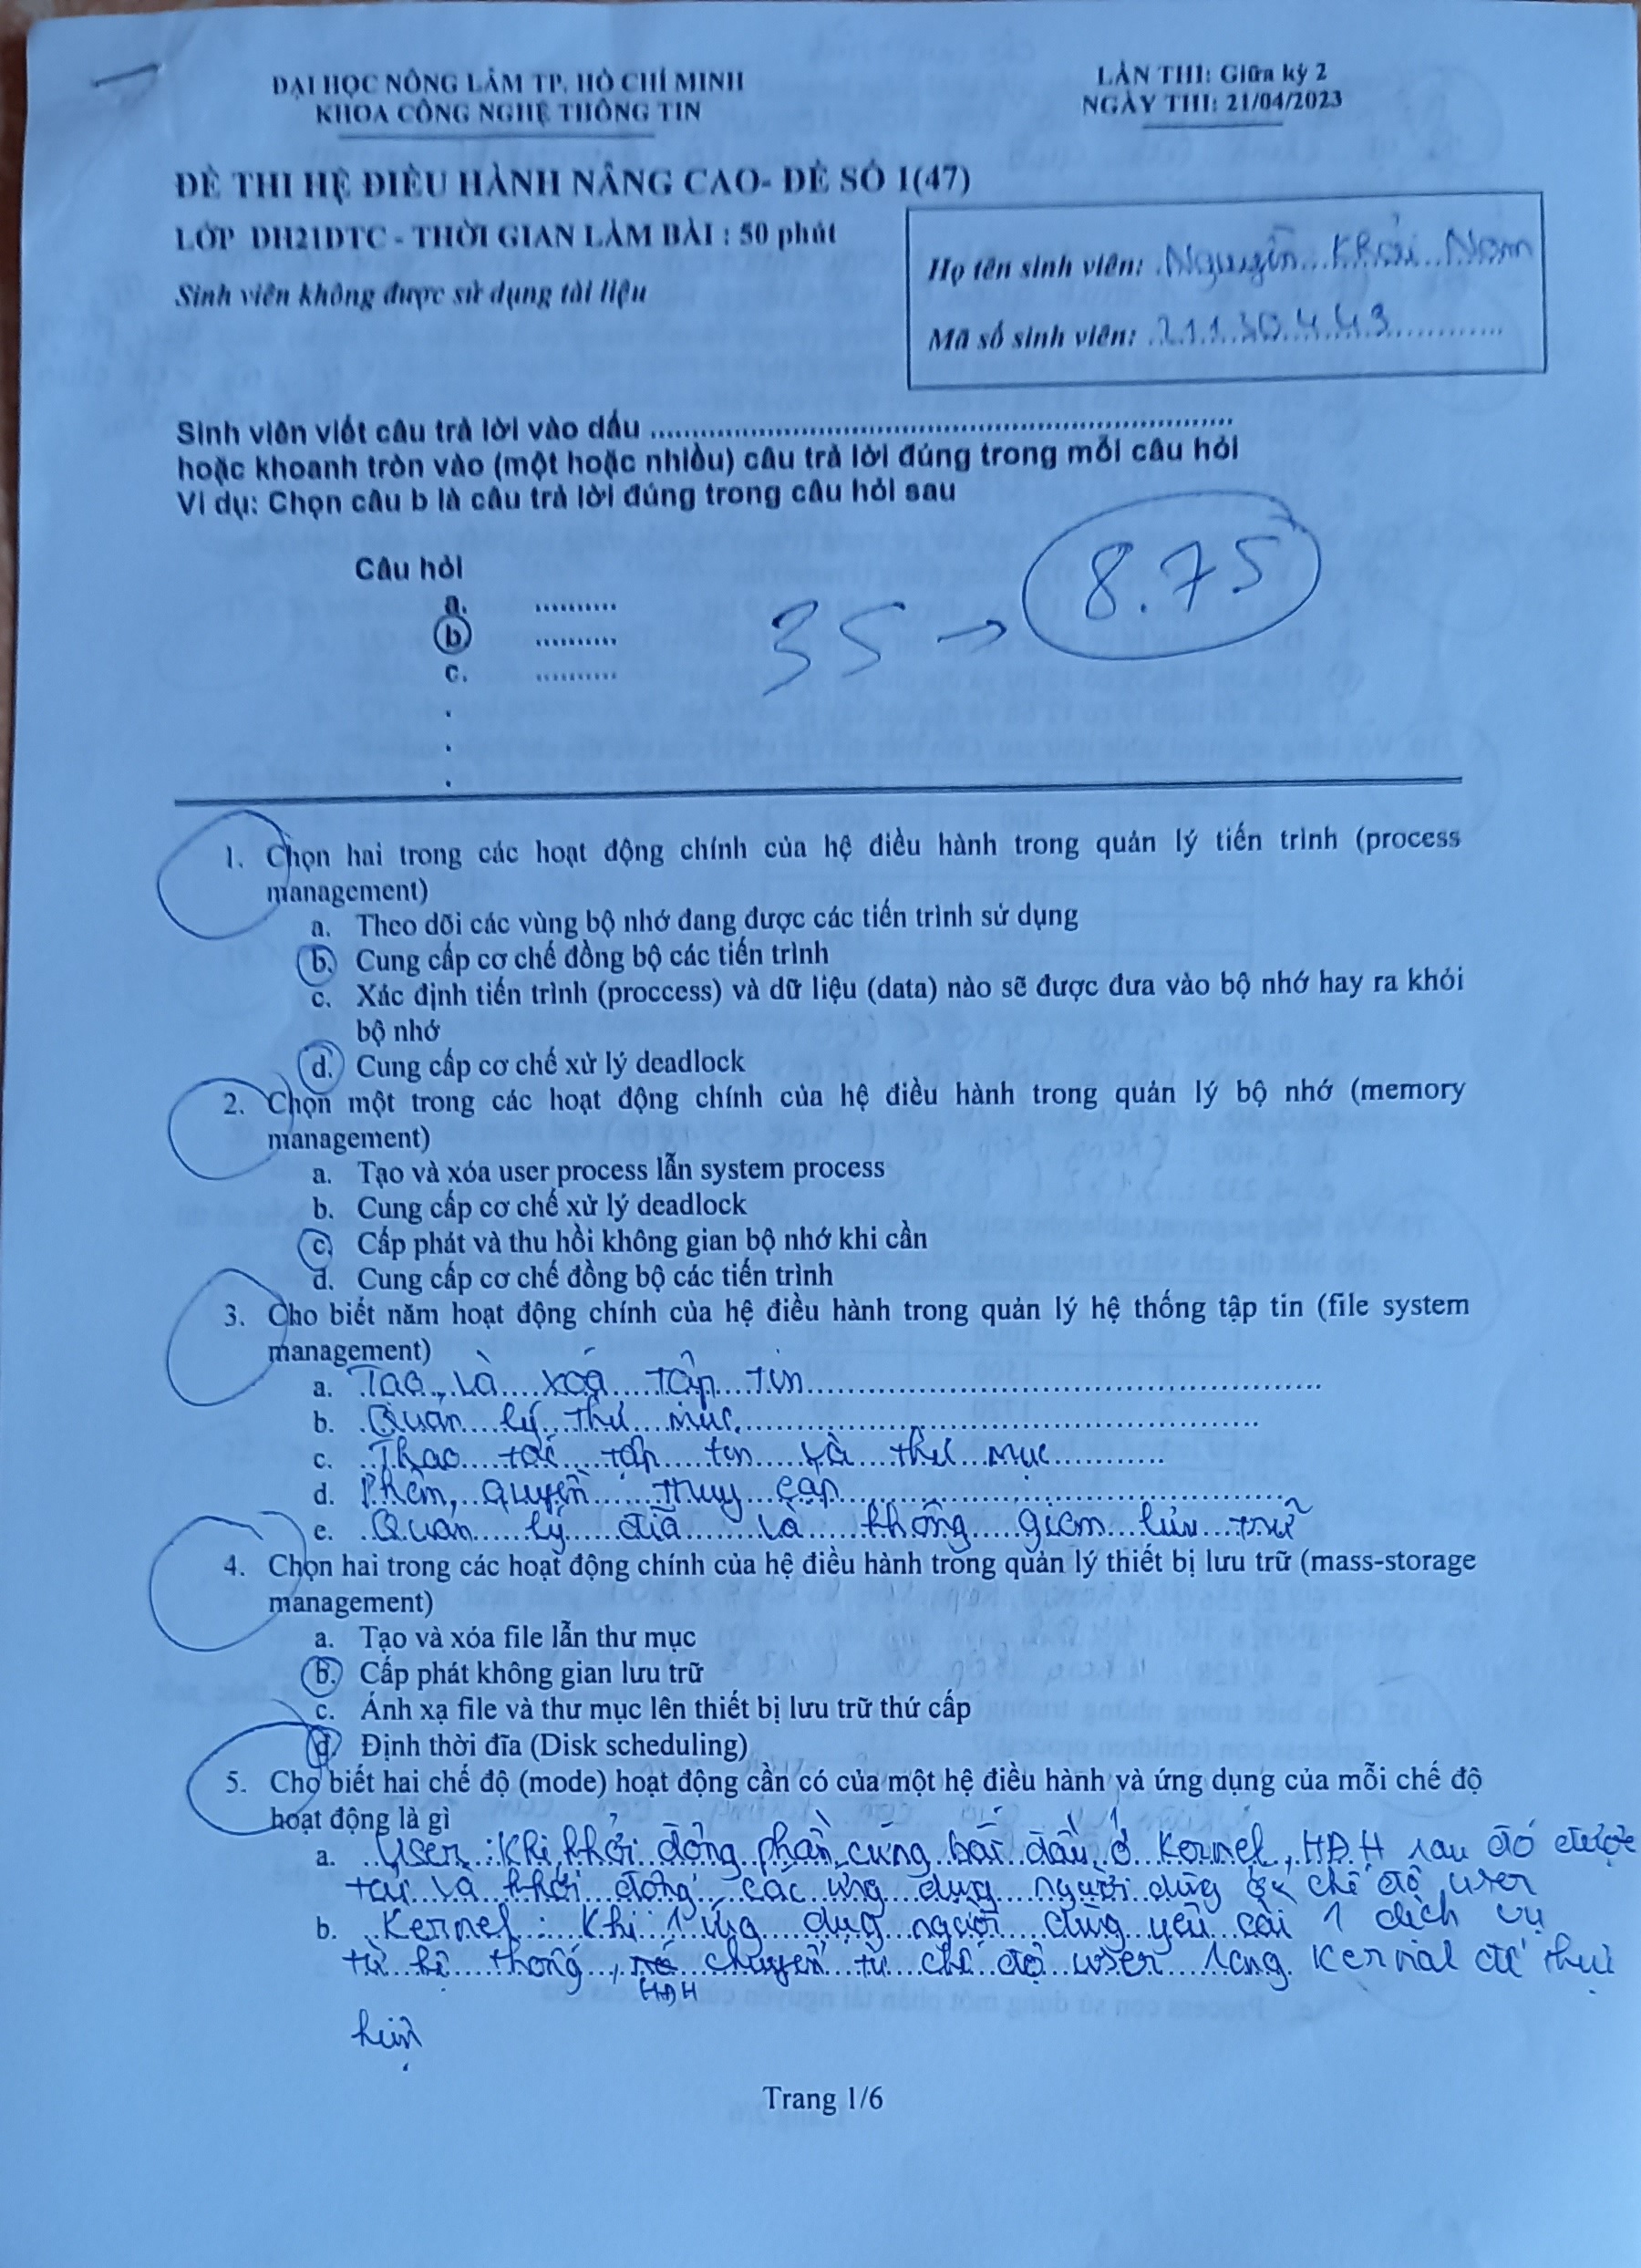 ĐẠI HỌC NÔNG LÂM TP. HỒ CHÍ MINH
KHOA CÔNG NGHỆ THÔNG TIN
LẦN THI: Giữa kỳ 2
NGÀY THI: 21/04/2023
ĐỀ THI HỆ ĐIỀU HÀNH NÂNG CAO- ĐỀ SỐ 1(47)
LỚP DH21DTC - THỜI GIAN LÀM BÀI : 50 phút
Sinh viên không được sử dụng tài liệu
Họ tên sinh viên: Nguyễn Khải Nam
Mã số sinh viên: 21130443
Sinh viên viết câu trả lời vào dấu ........................................
hoặc khoanh tròn vào (một hoặc nhiều) câu trả lời đúng trong mỗi câu hỏi
Ví dụ: Chọn câu b là câu trả lời đúng trong câu hỏi sau
Câu hỏi
a. ..........
b. ..........
c. ..........
.
.
.
35 → 8.75
1. Chọn hai trong các hoạt động chính của hệ điều hành trong quản lý tiến trình (process
management)
a. Theo dõi các vùng bộ nhớ đang được các tiến trình sử dụng
b. Cung cấp cơ chế đồng bộ các tiến trình
c. Xác định tiến trình (proccess) và dữ liệu (data) nào sẽ được đưa vào bộ nhớ hay ra khỏi
bộ nhớ
d. Cung cấp cơ chế xử lý deadlock
2. Chọn một trong các hoạt động chính của hệ điều hành trong quản lý bộ nhớ (memory
management)
a. Tạo và xóa user process lẫn system process
b. Cung cấp cơ chế xử lý deadlock
c. Cấp phát và thu hồi không gian bộ nhớ khi cần
d. Cung cấp cơ chế đồng bộ các tiến trình
3. Cho biết năm hoạt động chính của hệ điều hành trong quản lý hệ thống tập tin (file system
management)
a. Tạo và xoá tập tin
b. Quản lý thư mục
c. Thao tác tập tin và thư mục
d. Phân quyền truy cập
e. Quản lý đĩa và không gian lưu trữ
4. Chọn hai trong các hoạt động chính của hệ điều hành trong quản lý thiết bị lưu trữ (mass-storage
management)
a. Tạo và xóa file lẫn thư mục
b. Cấp phát không gian lưu trữ
c. Ánh xạ file và thư mục lên thiết bị lưu trữ thứ cấp
d. Định thời đĩa (Disk scheduling)
5. Cho biết hai chế độ (mode) hoạt động cần có của một hệ điều hành và ứng dụng của mỗi chế độ
hoạt động là gì
a. User : Khi khởi động phần cứng bắt đầu ở Kernel, HĐH sau đó được
tải và khởi động các ứng dụng người dùng chế độ user
b. Kernel : Khi 1 ứng dụng người dùng yêu cầu 1 dịch vụ
từ hệ thống, HĐH chuyển từ chế độ user sang Kernal để thực
hiện
Trang 1/6